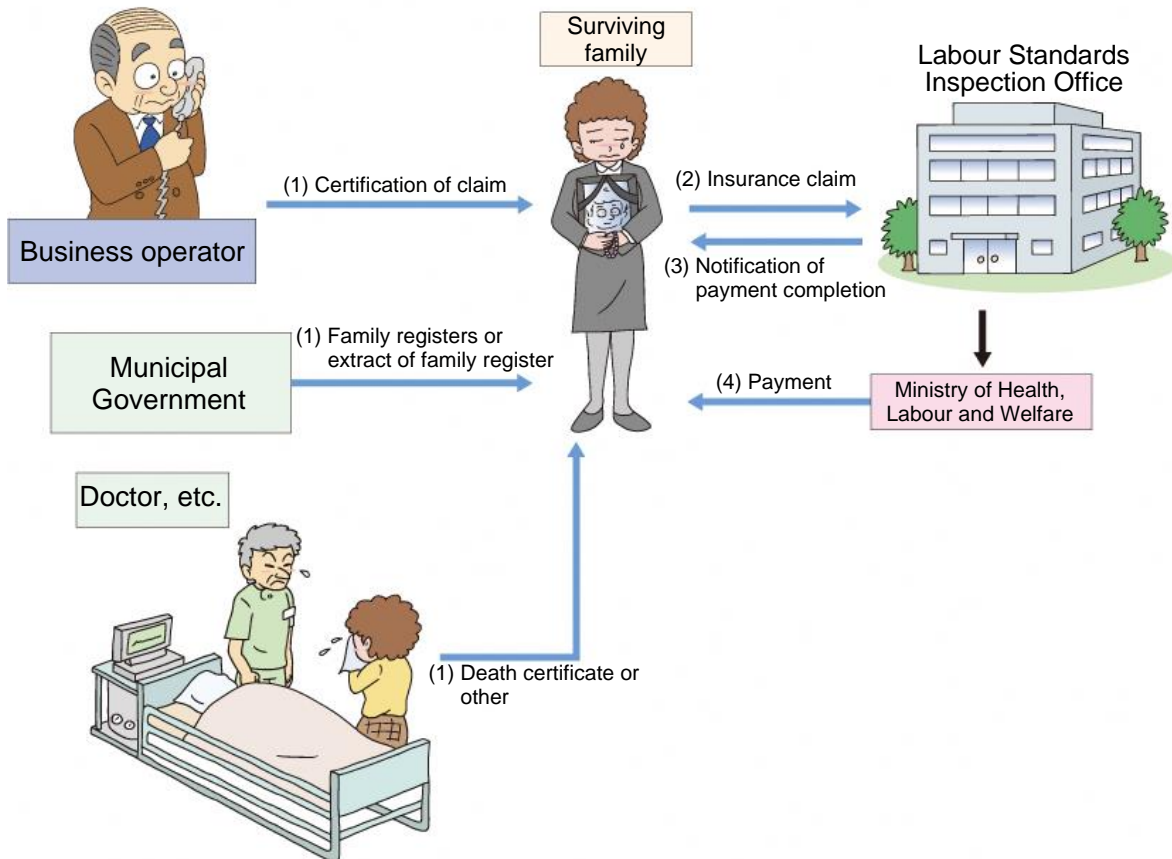 Surviving
family
Labour Standards
Inspection Office
(1) Certification of claim
(2) Insurance claim
Business operator
(3) Notification of
payment completion
(1) Family registers or
extract of family register
Municipal
Government
(4) Payment
Ministry of Health,
Labour and Welfare
Doctor, etc.
(1) Death certificate or
other